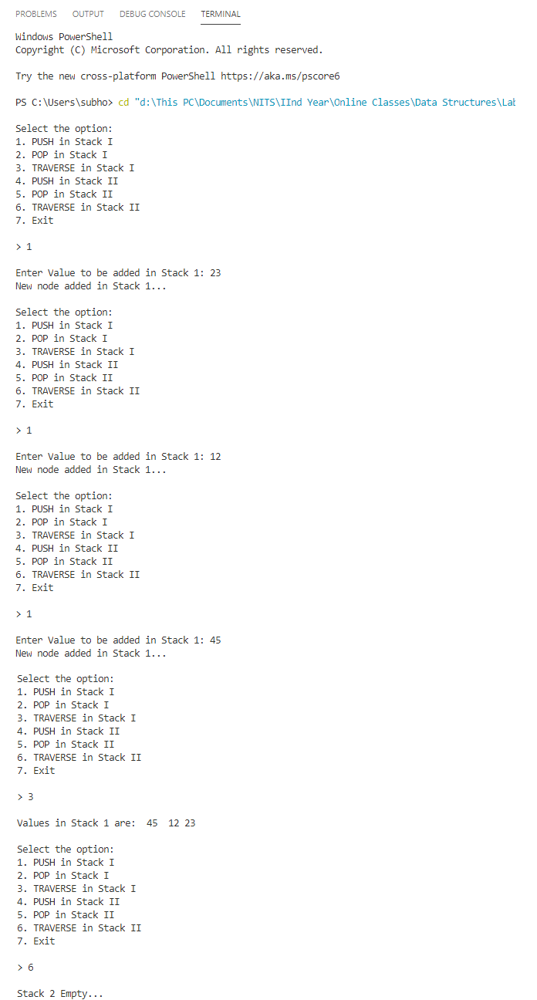 PROBLEMS OUTPUT DEBUG CONSOLE TERMINAL
Windows PowerShell
Copyright (C) Microsoft Corporation. All rights reserved.
Try the new cross-platform PowerShell https://aka.ms/pscore6
PS C:\Users\subho> cd "d:\This PC\Documents\NITS\IInd Year\Online Classes\Data Structures\Lab
Select the option:
1. PUSH in Stack I
2. POP in Stack I
3. TRAVERSE in Stack I
4. PUSH in Stack II
5. POP in Stack II
6. TRAVERSE in Stack II
7. Exit
> 1
Enter Value to be added in Stack 1: 23
New node added in Stack 1...
Select the option:
1. PUSH in Stack I
2. POP in Stack I
3. TRAVERSE in Stack I
4. PUSH in Stack II
5. POP in Stack II
6. TRAVERSE in Stack II
7. Exit
> 1
Enter Value to be added in Stack 1: 12
New node added in Stack 1...
Select the option:
1. PUSH in Stack I
2. POP in Stack I
3. TRAVERSE in Stack I
4. PUSH in Stack II
5. POP in Stack II
6. TRAVERSE in Stack II
7. Exit
> 1
Enter Value to be added in Stack 1: 45
New node added in Stack 1...
Select the option:
1. PUSH in Stack I
2. POP in Stack I
3. TRAVERSE in Stack I
4. PUSH in Stack II
5. POP in Stack II
6. TRAVERSE in Stack II
7. Exit
> 3
Values in Stack 1 are:  45  12 23
Select the option:
1. PUSH in Stack I
2. POP in Stack I
3. TRAVERSE in Stack I
4. PUSH in Stack II
5. POP in Stack II
6. TRAVERSE in Stack II
7. Exit
> 6
Stack 2 Empty...